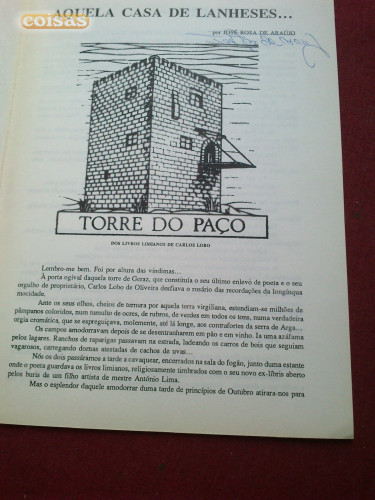 coisas
AQUELA CASA DE LANHESES...
por JOSÉ ROSA DE ARAÚJO
TORRE DO PAÇO
DOS LIVROS LIMIANOS DE CARLOS LOBO
Lembro-me bem. Foi por altura das vindimas...
À porta ogival daquela torre de Geraz, que constituía o seu último enlevo de poeta e o seu
orgulho de proprietário, Carlos Lobo de Oliveira desfiava o rosário das recordações da longínqua
mocidade.
Ante os seus olhos, cheios de ternura por aquela terra virgiliana, estendiam-se milhões de
pâmpanos coloridos, num tumulto de ocres, de rubros, de verdes em todos os tons, numa verdadeira
orgia cromática, que se espreguiçava, molemente, até lá longe, aos contrafortes da serra de Arga...
Os campos amodorravam depois de se desentranharem em pão e em vinho. Ia uma azáfama
pelos lagares. Ranchos de raparigas passavam na estrada, ladeando os carros de bois que seguiam
vagarosos, carregando dornas atestadas de cachos de uvas...
Nós os dois passáramos a tarde a cavaquear, encerrados na sala do fogão, junto duma estante
onde o poeta guardava os livros limianos, religiosamente timbrados com o seu novo ex-líbris aberto
pelos buris de um filho artista de mestre António Lima.
Mas o esplendor daquele amodorrar duma tarde de princípios de Outubro atirara-nos para